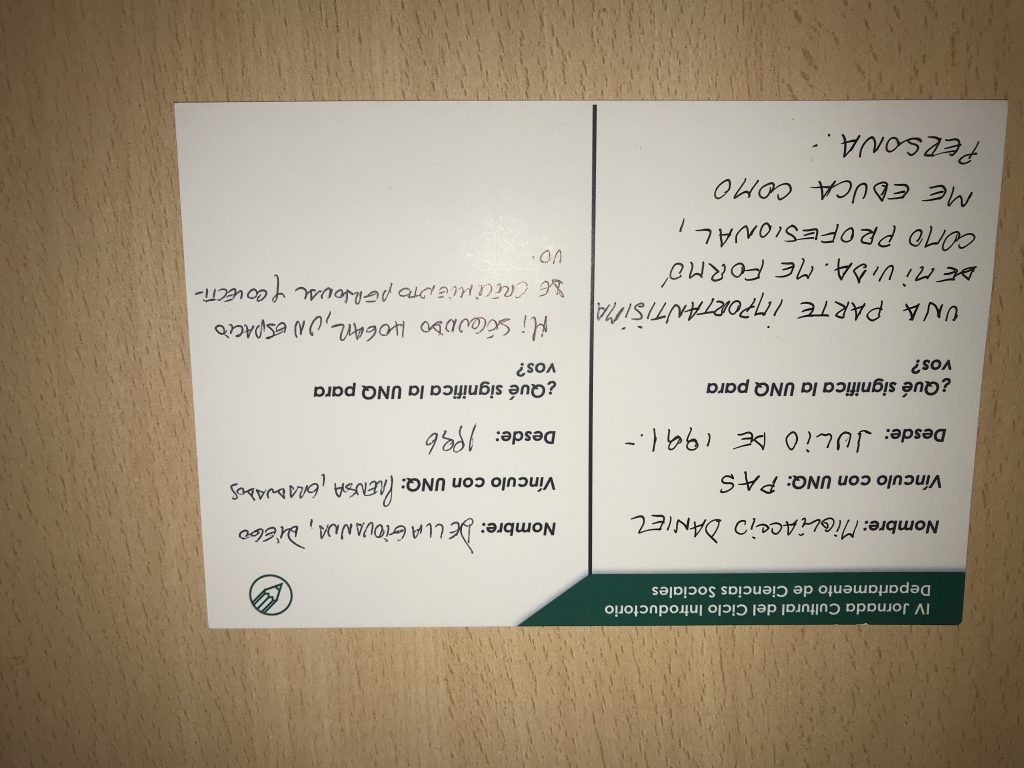 IV Jornada Cultural del Ciclo Introductorio
Departamento de Ciencias Sociales
Nombre: MIGLIACCIO DANIEL
Vínculo con UNQ: PAS
Desde: JULIO DE 1991.-
¿Qué significa la UNQ para
vos?
UNA PARTE IMPORTANTÍSIMA
DE MI VIDA. ME FORMÓ
COMO PROFESIONAL,
ME EDUCA COMO
PERSONA.
Nombre: DELLAGIOVANNA, DIEGO
Vínculo con UNQ: PRENSA, GRADUADOS
Desde: 1996
¿Qué significa la UNQ para
vos?
MI SEGUNDO HOGAR, UN ESPACIO
DE CRECIMIENTO PERSONAL Y COLECTI-
VO.